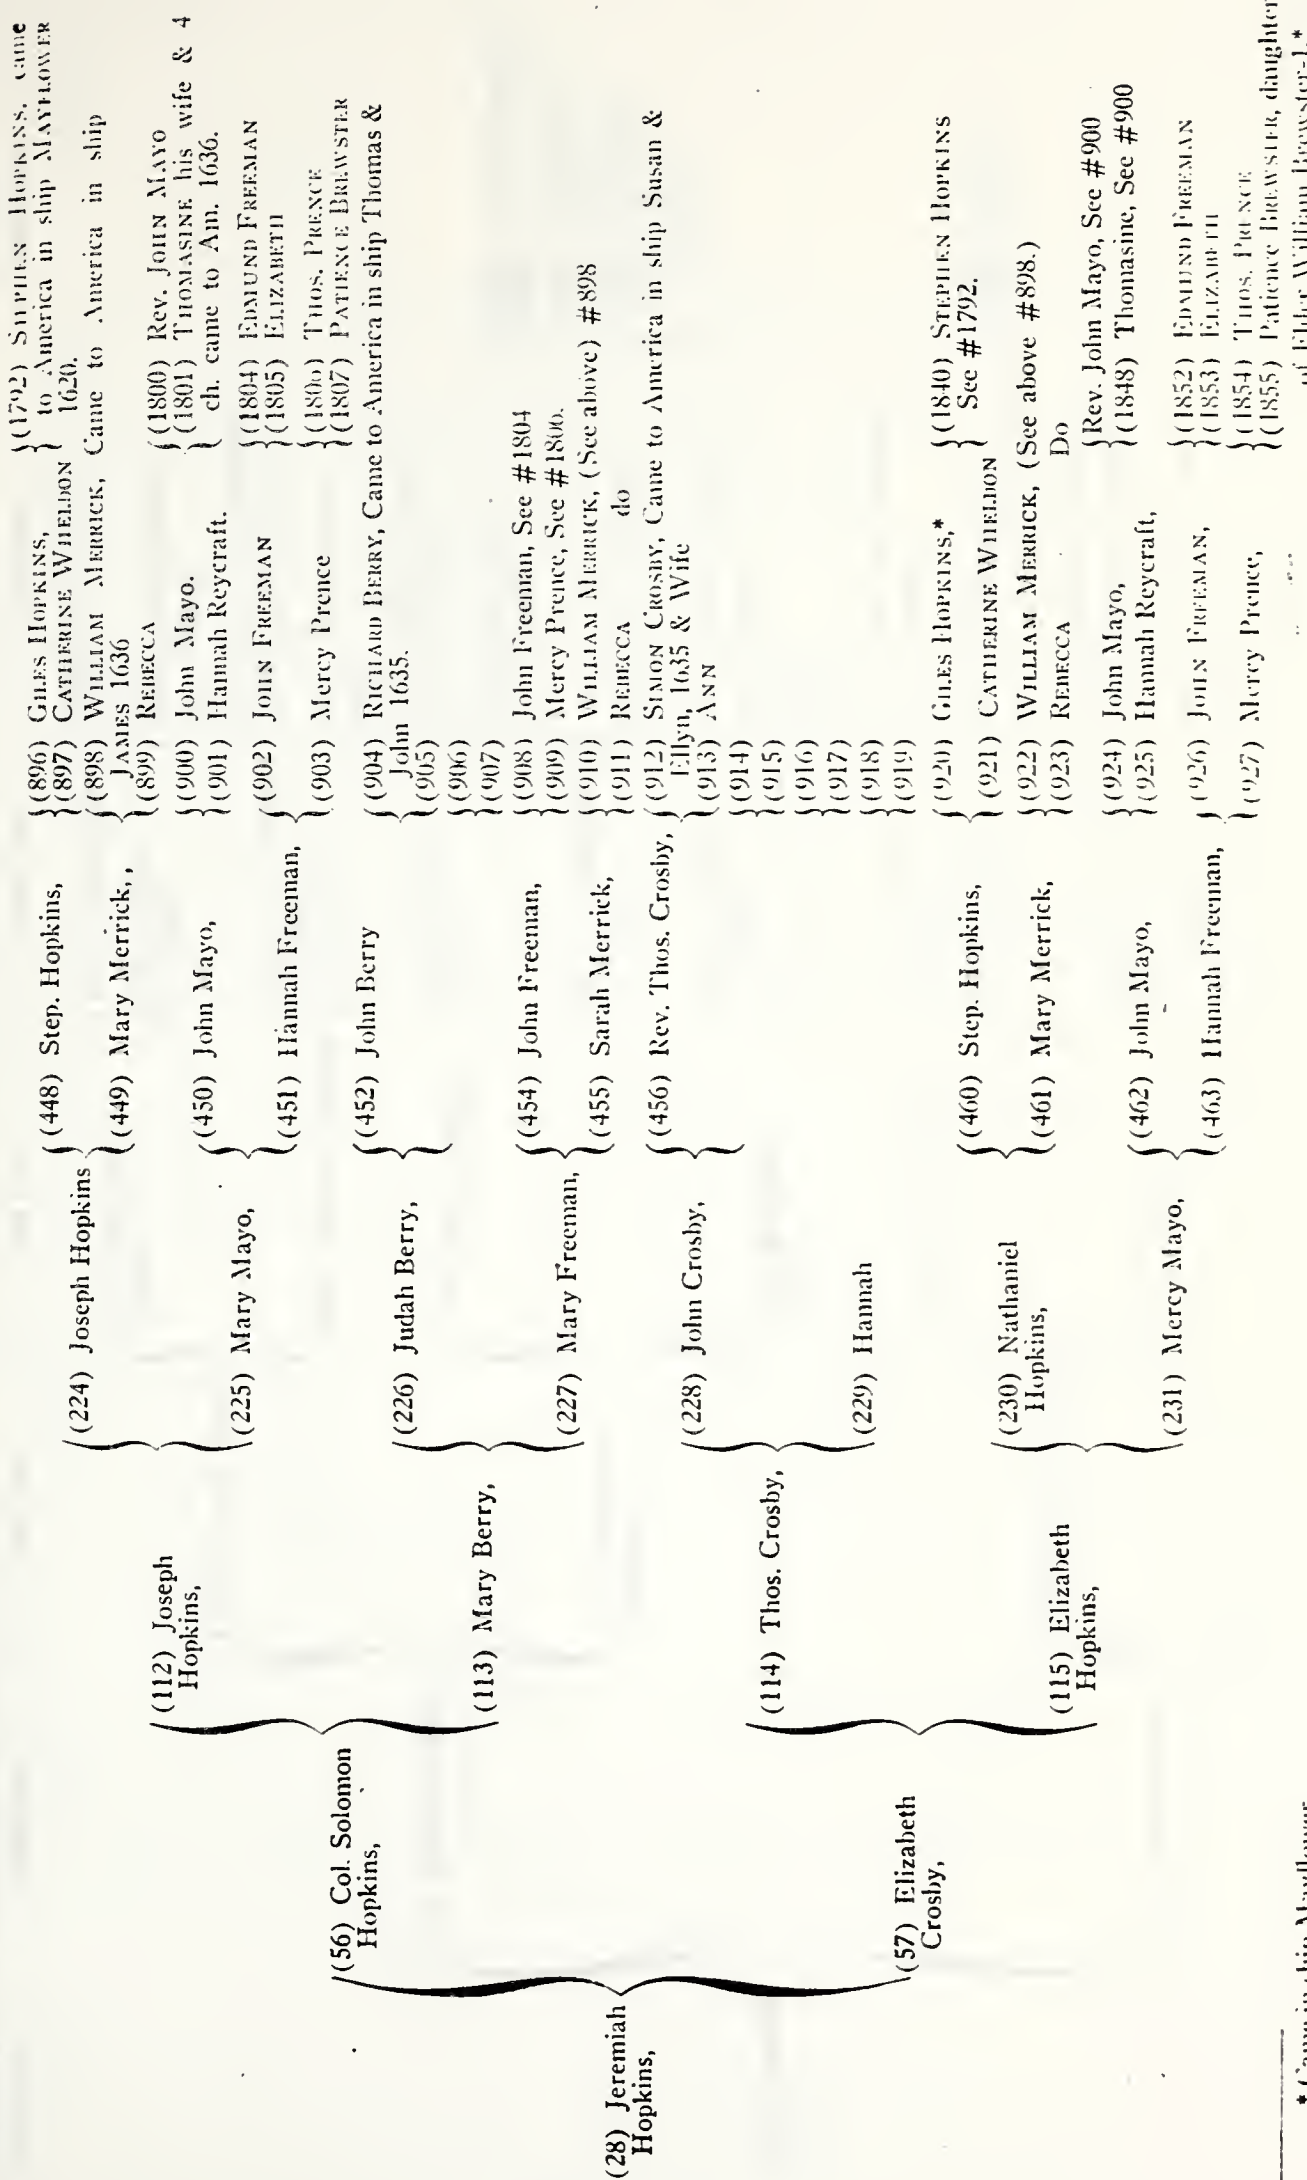 (28) Jeremiah
Hopkins,
(56) Col. Solomon
Hopkins,
(57) Elizabeth
Crosby,
(112) Joseph
Hopkins,
(113) Mary Berry,
(114) Thos. Crosby,
(115) Elizabeth
Hopkins,
(224) Joseph Hopkins
(225) Mary Mayo,
(226) Judah Berry,
(227) Mary Freeman,
(228) John Crosby,
(229) Hannah
(230) Nathaniel
Hopkins,
(231) Mercy Mayo,
(448) Step. Hopkins,
(449) Mary Merrick, ,
(450) John Mayo,
(451) Hannah Freeman,
(452) John Berry
(454) John Freeman,
(455) Sarah Merrick,
(456) Rev. Thos. Crosby,
(460) Step. Hopkins,
(461) Mary Merrick,
(462) John Mayo,
(463) Hannah Freeman,
(896) GILES HOPKINS,
(897) CATHERINE WHELDON
(898) WILLIAM MERRICK, Came to America in ship
JAMES 1636
(899) REBECCA
(900) John Mayo.
(901) Hannah Reycraft.
(902) JOHN FREEMAN
(903) Mercy Prence
(904) RICHARD BERRY, Came to America in ship Thomas &
John 1635.
(905)
(906)
(907)
(908) John Freeman, See #1804
(909) Mercy Prence, See #1806.
(910) WILLIAM MERRICK, (See above) #898
(911) REBECCA do
(912) SIMON CROSBY, Came to America in ship Susan &
Ellyn, 1635 & Wife
(913) ANN
(914)
(915)
(916)
(917)
(918)
(919)
(920) GILES HOPKINS,*
(921) CATHERINE WHELDON
(922) WILLIAM MERRICK, (See above #898.)
(923) REBECCA Do
(924) John Mayo,
(925) Hannah Reycraft,
(926) JOHN FREEMAN,
(927) Mercy Prence,
(1792) STEPHEN HOPKINS, came
to America in ship MAYFLOWER
1620.
(1800) Rev. JOHN MAYO
(1801) THOMASINE his wife & 4
ch. came to Am. 1636.
(1804) EDMUND FREEMAN
(1805) ELIZABETH
(1806) THOS. PRENCE
(1807) PATIENCE BREWSTER
(1840) STEPHEN HOPKINS
See #1792.
Rev. John Mayo, See #900
(1848) Thomasine, See #900
(1852) EDMUND FREEMAN
(1853) ELIZABETH
(1854) THOS. PRENCE
(1855) Patience BREWSTER, daughter
of Elder William Brewster-1.*
* Came in ship Mayflower